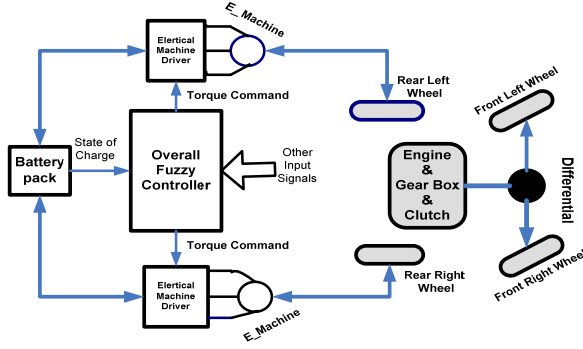 E_ Machine
Elertical
Machine
Driver
Torque Command
Rear Left
Wheel
Front Left Wheel
State of
Charge
Battery
pack
Overall
Fuzzy
Controller
Other
Input
Signals
Engine
&
Gear Box
&
Clutch
Differential
Torque Command
Elertical
Machine
Driver
E_Machine
Rear Right
Wheel
Front Right Wheel